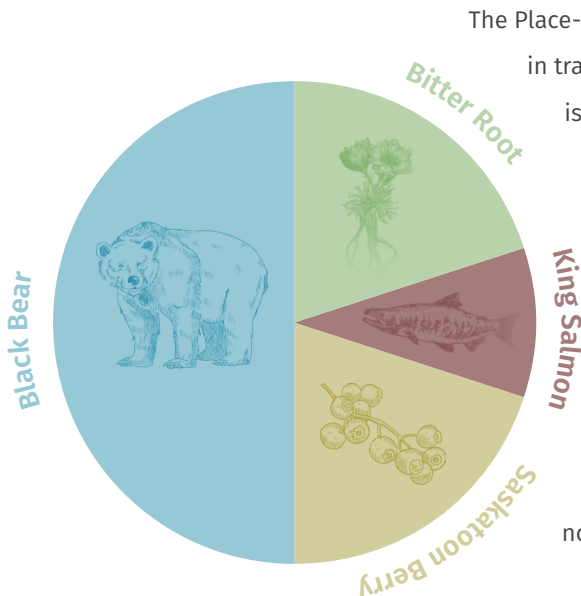 The Place-
in tra
is
Bitter Root
Black Bear
King Salmon
Saskatoon Berry
no